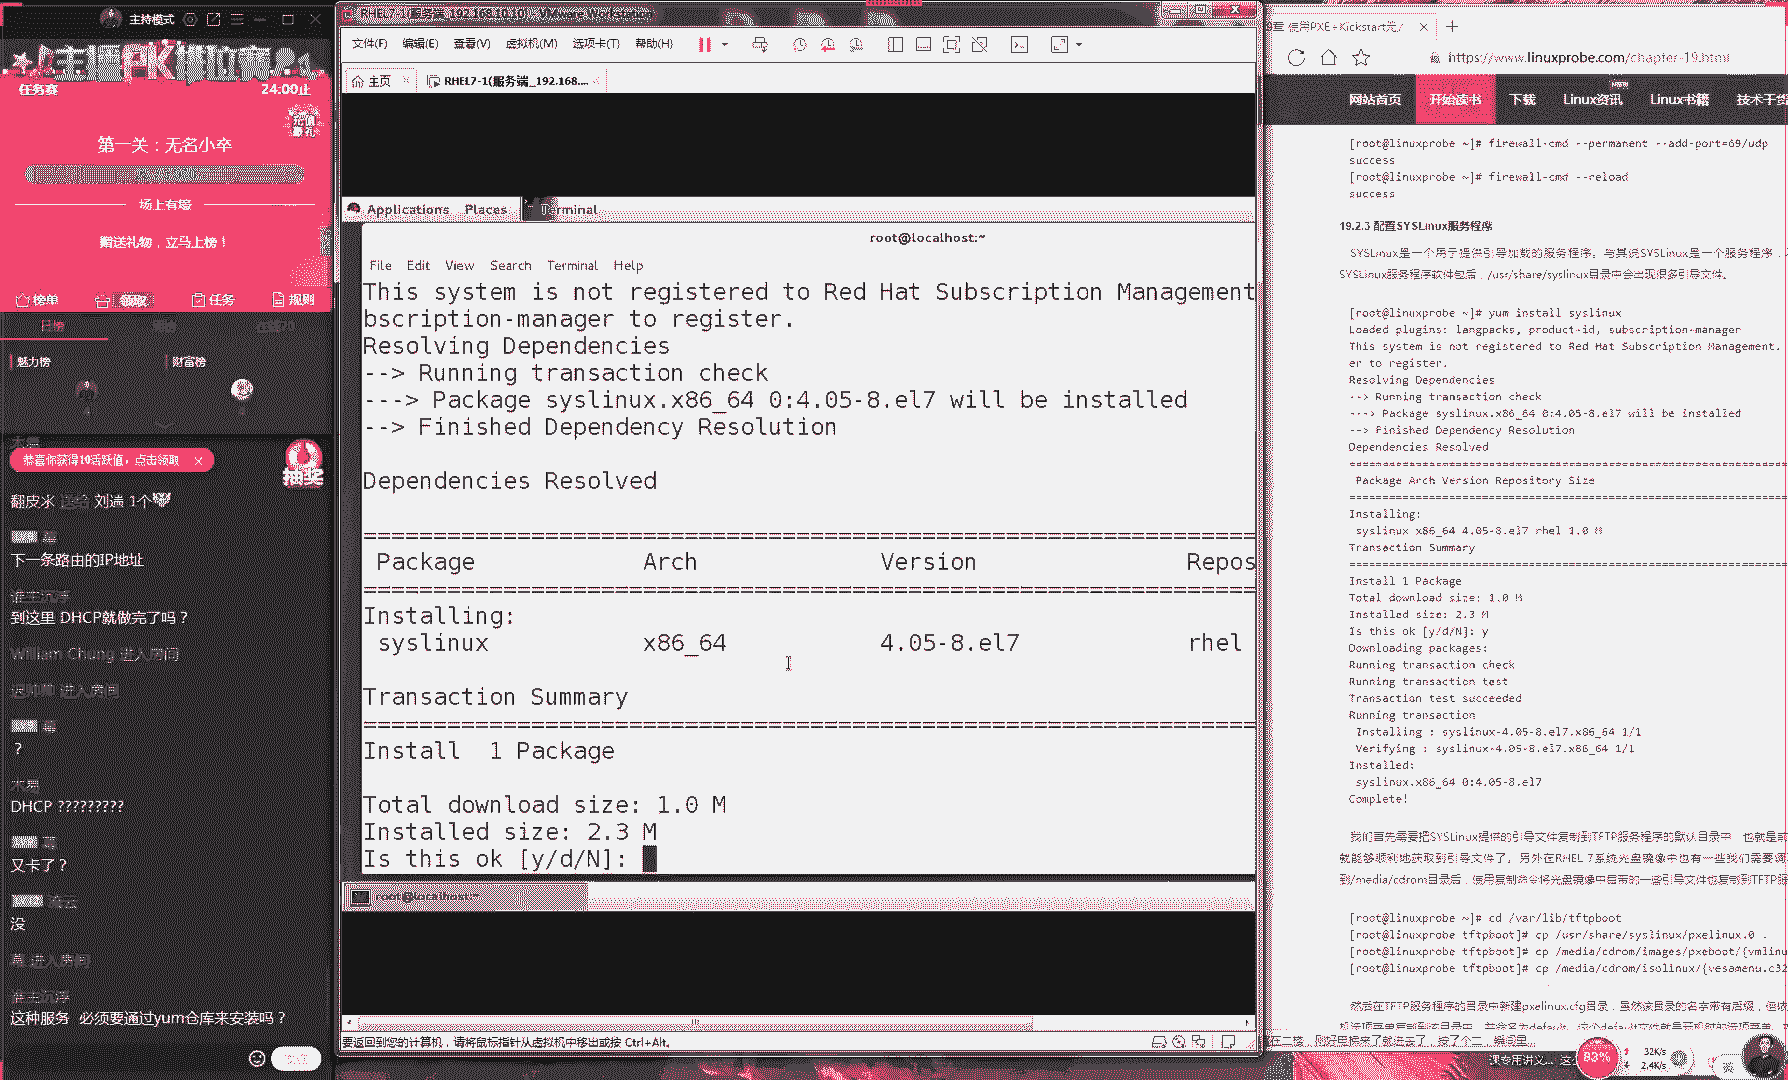 主持模式
任务赛
24:00止
第一关：无名小卒
场上有墙
赠送礼物，立马上榜！
榜单
领取
任务
规则
日榜
魅力榜
财富榜
恭喜你获得10活跃值，点击领取
抽奖
翻皮水 送给 刘遄 1个
下一条路由的IP地址
到这里 DHCP就做完了吗？
William Chung 进入房间
？
木易
DHCP ?????????
又卡了？
流云
没
进入房间
谁主沉浮
这种服务 必须要通过yum仓库来安装吗？
文件(F)
编辑(E)
查看(V)
虚拟机(M)
选项卡(T)
帮助(H)
主页
RHEL7-1(服务端_192.168....
Applications
Places
Terminal
root@localhost:~
File
Edit
View
Search
Terminal
Help
This system is not registered to Red Hat Subscription Management
bscription-manager to register.
Resolving Dependencies
--> Running transaction check
---> Package syslinux.x86_64 0:4.05-8.el7 will be installed
--> Finished Dependency Resolution
Dependencies Resolved
Package Arch Version Repos
Installing:
syslinux x86_64 4.05-8.el7 rhel
Transaction Summary
Install  1 Package
Total download size: 1.0 M
Installed size: 2.3 M
Is this ok [y/d/N]:
root@localhost:~
要返回到您的计算机，请将鼠标指针从虚拟机中移出或按 Ctrl+Alt。
https://www.linuxprobe.com/chapter-19.html
网站首页
开始读书
下载
Linux资讯
Linux书籍
技术干货
[root@linuxprobe ~]# firewall-cmd --permanent --add-port=69/udp
success
[root@linuxprobe ~]# firewall-cmd --reload
success
19.2.3 配置SYSLinux服务程序
SYSLinux是一个用于提供引导加载的服务程序。与其说SYSLinux是一个服务程序，
SYSLinux服务程序软件包后，/usr/share/syslinux目录中会出现很多引导文件。
[root@linuxprobe ~]# yum install syslinux
Loaded plugins: langpacks, product-id, subscription-manager
This system is not registered to Red Hat Subscription Management.
er to register.
Resolving Dependencies
--> Running transaction check
---> Package syslinux.x86_64 0:4.05-8.el7 will be installed
--> Finished Dependency Resolution
Dependencies Resolved
Package Arch Version Repository Size
Installing:
syslinux x86_64 4.05-8.el7 rhel 1.0 M
Transaction Summary
Install 1 Package
Total download size: 1.0 M
Installed size: 2.3 M
Is this ok [y/d/N]: y
Downloading packages:
Running transaction check
Running transaction test
Transaction test succeeded
Running transaction
Installing : syslinux-4.05-8.el7.x86_64 1/1
Verifying : syslinux-4.05-8.el7.x86_64 1/1
Installed:
syslinux.x86_64 0:4.05-8.el7
Complete!
我们首先需要把SYSLinux提供的引导文件复制到TFTP服务程序的默认目录中，也就是前
就能够顺利地获取到引导文件了。另外在RHEL 7系统光盘镜像中也有一些我们需要调
到/media/cdrom目录后，使用复制命令将光盘镜像中自带的一些引导文件也复制到TFTP服
[root@linuxprobe ~]# cd /var/lib/tftpboot
[root@linuxprobe tftpboot]# cp /usr/share/syslinux/pxelinux.0 .
[root@linuxprobe tftpboot]# cp /media/cdrom/images/pxeboot/{vmlinu
[root@linuxprobe tftpboot]# cp /media/cdrom/isolinux/{vesamenu.c32
然后在TFTP服务程序的目录中新建pxelinux.cfg目录，虽然该目录的名字带有后缀，但依
83%
32K/s
2.4K/s